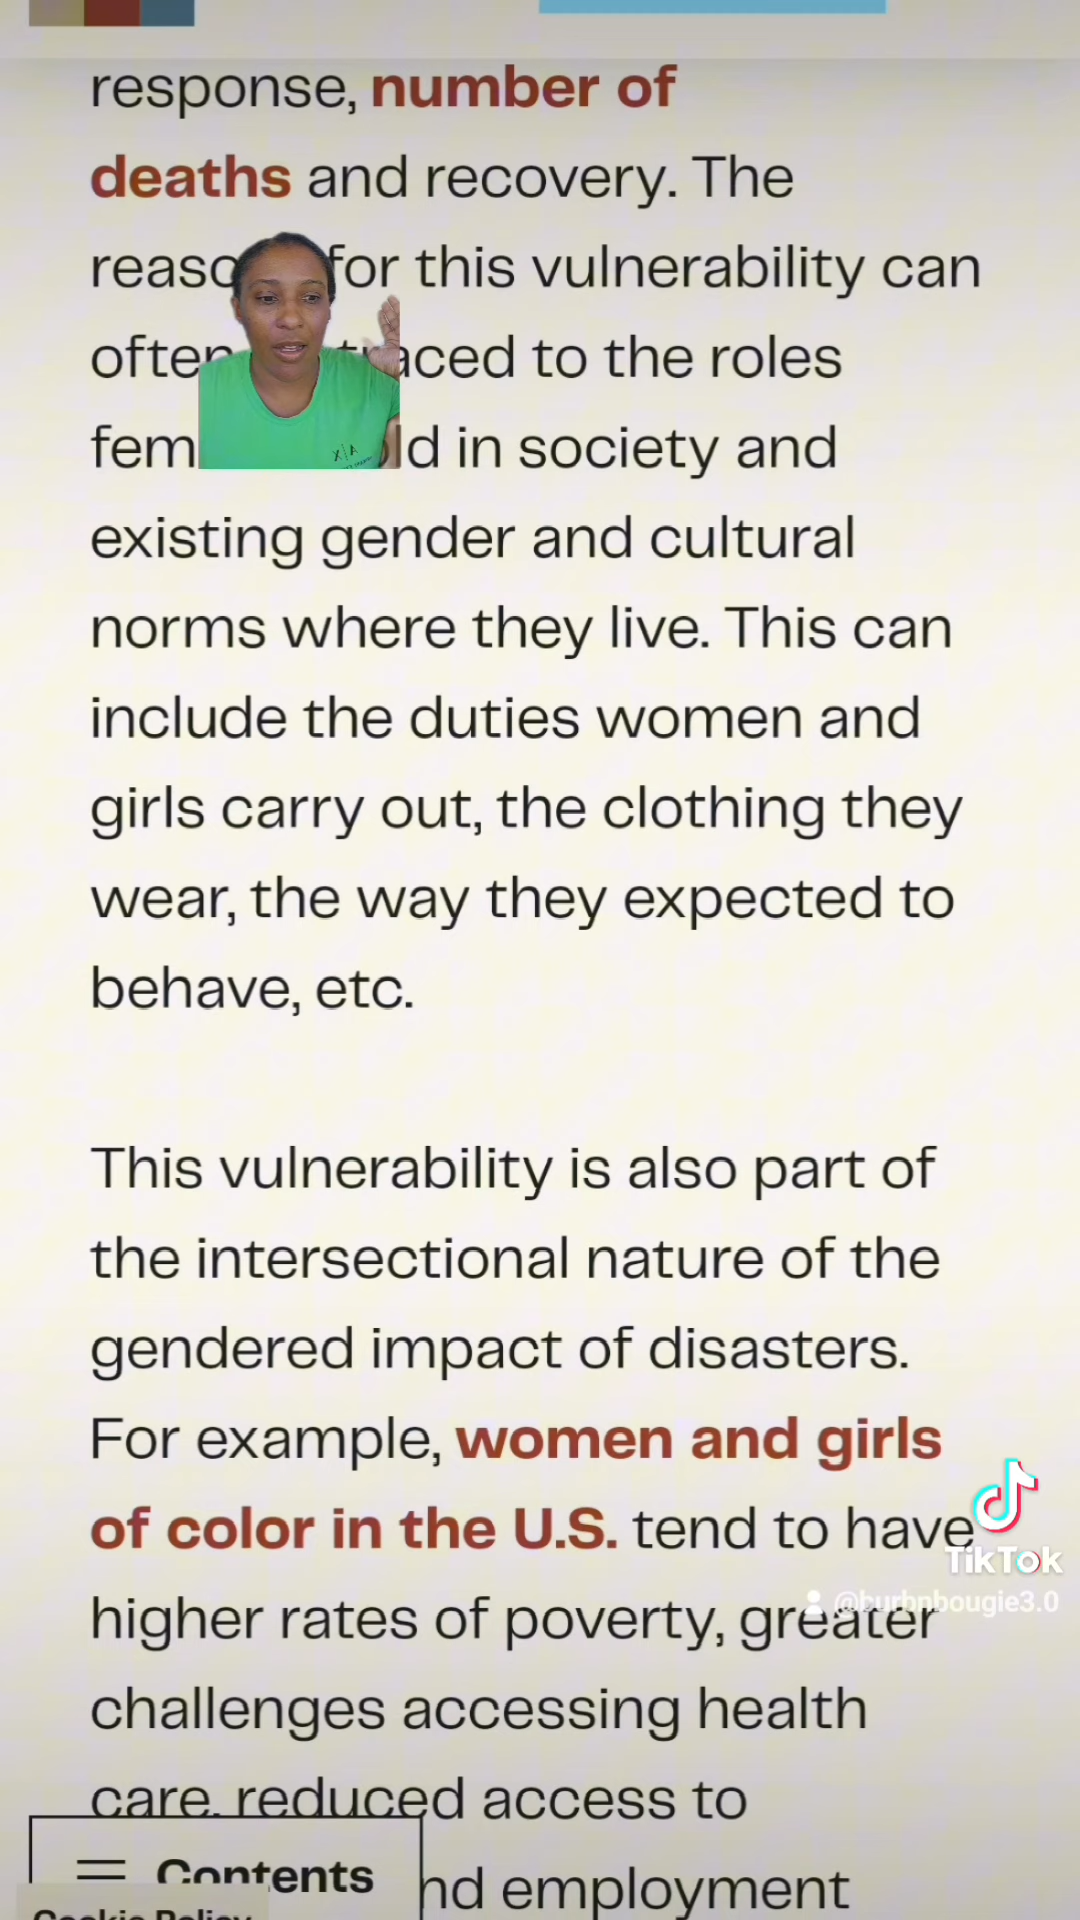 response, number of
deaths and recovery. The
for this vulnerability can
to the roles
in society and
existing gender and cultural
norms where they live. This can
include the duties women and
girls carry out, the clothing they
wear, the way they expected to
behave, etc.
This vulnerability is also part of
the intersectional nature of the
gendered impact of disasters.
For example, women and girls
of color in the U.S. tend to have
TikTok
@burbnbougie3.0
higher rates of poverty, greater
challenges accessing health
care, reduced access to
Contents
employment
Cookie Policy